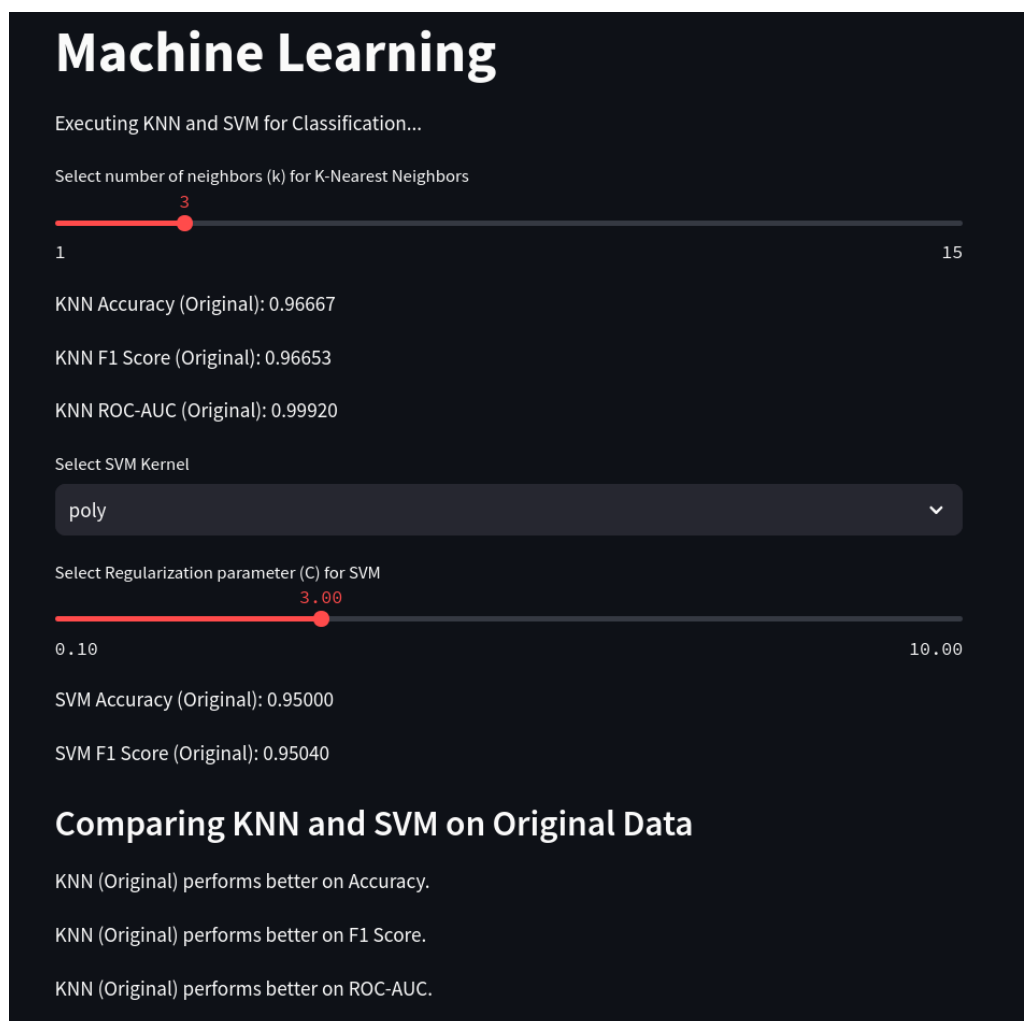 Machine Learning
Executing KNN and SVM for Classification...
Select number of neighbors (k) for K-Nearest Neighbors
3
1 15
KNN Accuracy (Original): 0.96667
KNN F1 Score (Original): 0.96653
KNN ROC-AUC (Original): 0.99920
Select SVM Kernel
poly
Select Regularization parameter (C) for SVM
3.00
0.10 10.00
SVM Accuracy (Original): 0.95000
SVM F1 Score (Original): 0.95040
Comparing KNN and SVM on Original Data
KNN (Original) performs better on Accuracy.
KNN (Original) performs better on F1 Score.
KNN (Original) performs better on ROC-AUC.